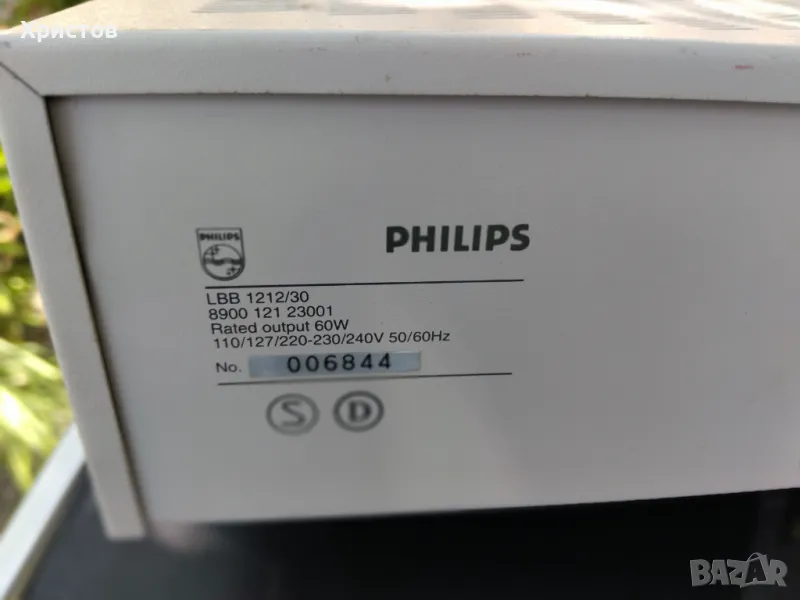 Христов
PHILIPS
PHILIPS
LBB 1212/30
8900 121 23001
Rated output 60W
110/127/220-230/240V 50/60Hz
No. 006844
S D
BAZAR